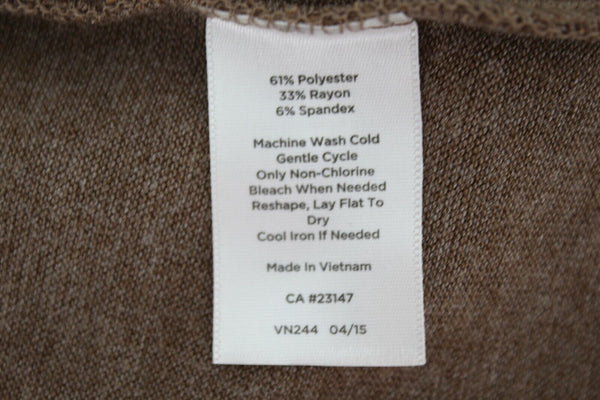 61% Polyester
33% Rayon
6% Spandex
Machine Wash Cold
Gentle Cycle
Only Non-Chlorine
Bleach When Needed
Reshape, Lay Flat To
Dry
Cool Iron If Needed
Made In Vietnam
CA #23147
VN244 04/15